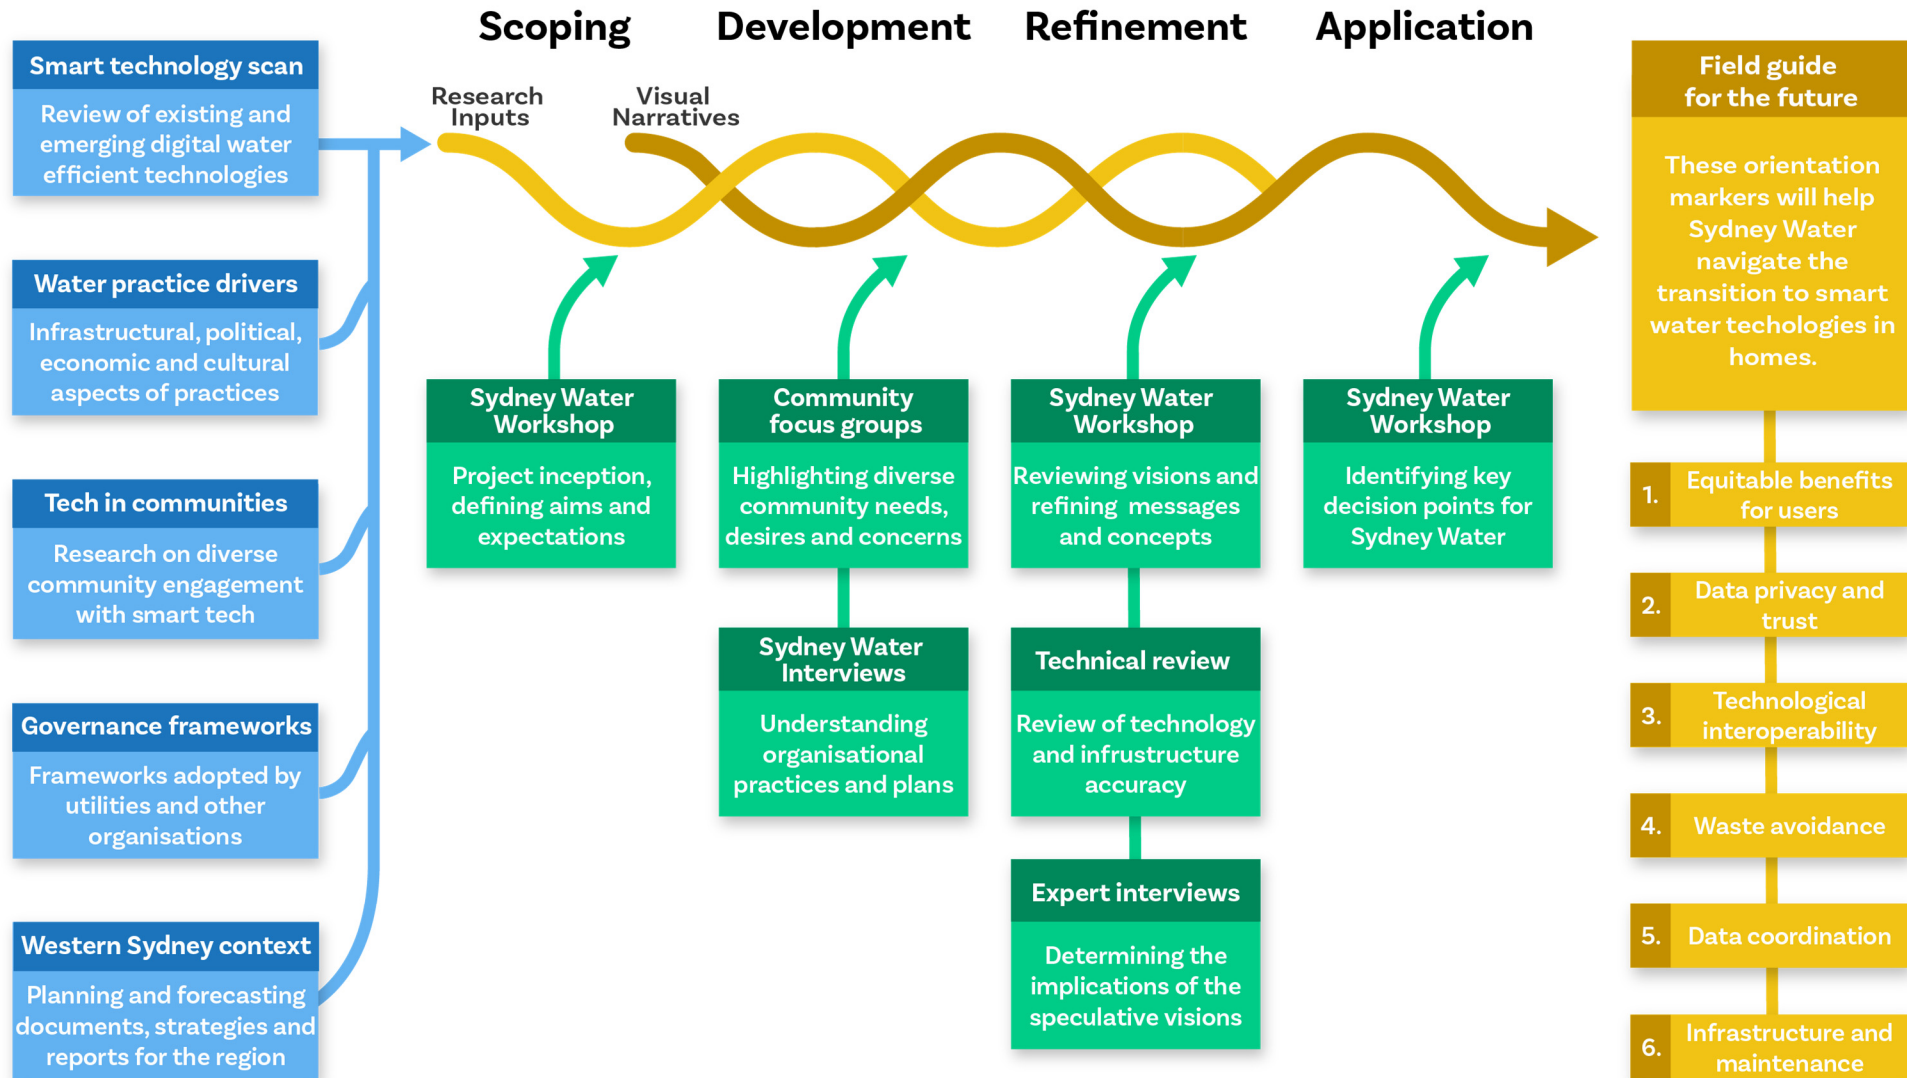 Scoping
Development
Refinement
Application
Smart technology scan
Review of existing and
emerging digital water
efficient technologies
Water practice drivers
Infrastructural, political,
economic and cultural
aspects of practices
Tech in communities
Research on diverse
community engagement
with smart tech
Governance frameworks
Frameworks adopted by
utilities and other
organisations
Western Sydney context
Planning and forecasting
documents, strategies and
reports for the region
Research
Inputs
Visual
Narratives
Sydney Water
Workshop
Project inception,
defining aims and
expectations
Community
focus groups
Highlighting diverse
community needs,
desires and concerns
Sydney Water
Interviews
Understanding
organisational
practices and plans
Sydney Water
Workshop
Reviewing visions and
refining messages
and concepts
Technical review
Review of technology
and infrustructure
accuracy
Expert interviews
Determining the
implications of the
speculative visions
Sydney Water
Workshop
Identifying key
decision points for
Sydney Water
Field guide
for the future
These orientation
markers will help
Sydney Water
navigate the
transition to smart
water techologies in
homes.
1. Equitable benefits
for users
2. Data privacy and
trust
3. Technological
interoperability
4. Waste avoidance
5. Data coordination
6. Infrastructure and
maintenance